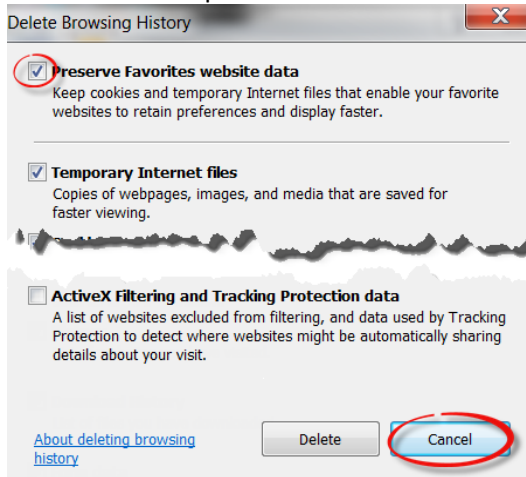 Delete Browsing History
X
Preserve Favorites website data
Keep cookies and temporary Internet files that enable your favorite
websites to retain preferences and display faster.
Temporary Internet files
Copies of webpages, images, and media that are saved for
faster viewing.
ActiveX Filtering and Tracking Protection data
A list of websites excluded from filtering, and data used by Tracking
Protection to detect where websites might be automatically sharing
details about your visit.
About deleting browsing
history
Delete
Cancel